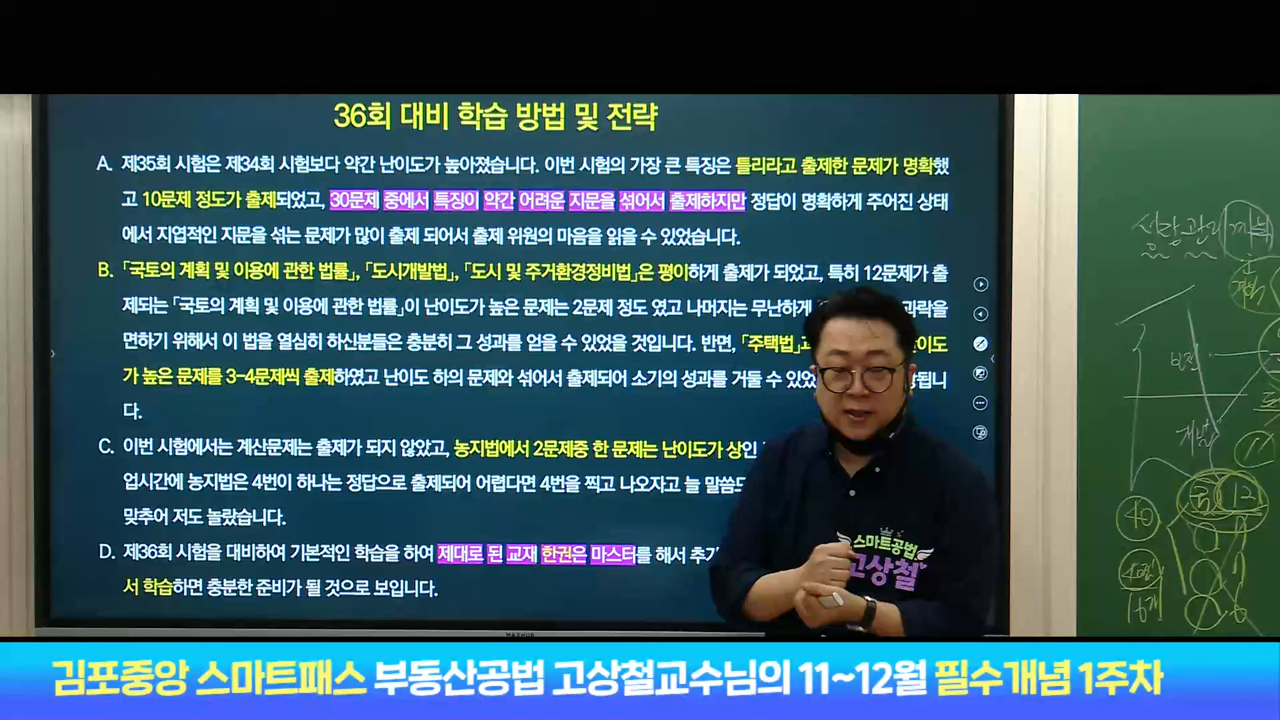 36회 대비 학습 방법 및 전략
A. 제35회 시험은 제34회 시험보다 약간 난이도가 높아졌습니다. 이번 시험의 가장 큰 특징은 틀리라고 출제한 문제가 명확했
고 10문제 정도가 출제되었고, 30문제 중에서 특징이 약간 어려운 지문을 섞어서 출제하지만 정답이 명확하게 주어진 상태
에서 지엽적인 지문을 섞는 문제가 많이 출제 되어서 출제 위원의 마음을 읽을 수 있었습니다.
B. 「국토의 계획 및 이용에 관한 법률」, 「도시개발법」, 「도시 및 주거환경정비법」은 평이하게 출제가 되었고, 특히 12문제가 출
제되는 「국토의 계획 및 이용에 관한 법률」이 난이도가 높은 문제는 2문제 정도 였고 나머지는 무난하게 과락을
면하기 위해서 이 법을 열심히 하신분들은 충분히 그 성과를 얻을 수 있었을 것입니다. 반면, 「주택법」과 난이도
가 높은 문제를 3-4문제씩 출제하였고 난이도 하의 문제와 섞어서 출제되어 소기의 성과를 거둘 수 있었
다.
C. 이번 시험에서는 계산문제는 출제가 되지 않았고, 농지법에서 2문제중 한 문제는 난이도가 상인
업시간에 농지법은 4번이 하나는 정답으로 출제되어 어렵다면 4번을 찍고 나오자고 늘 말씀드
맞추어 저도 놀랐습니다.
D. 제36회 시험을 대비하여 기본적인 학습을 하여 제대로 된 교재 한권은 마스터를 해서 추가
서 학습하면 충분한 준비가 될 것으로 보입니다.
스마트공법
고상철
40
12
16개
김포중앙 스마트패스 부동산공법 고상철교수님의 11~12월 필수개념 1주차